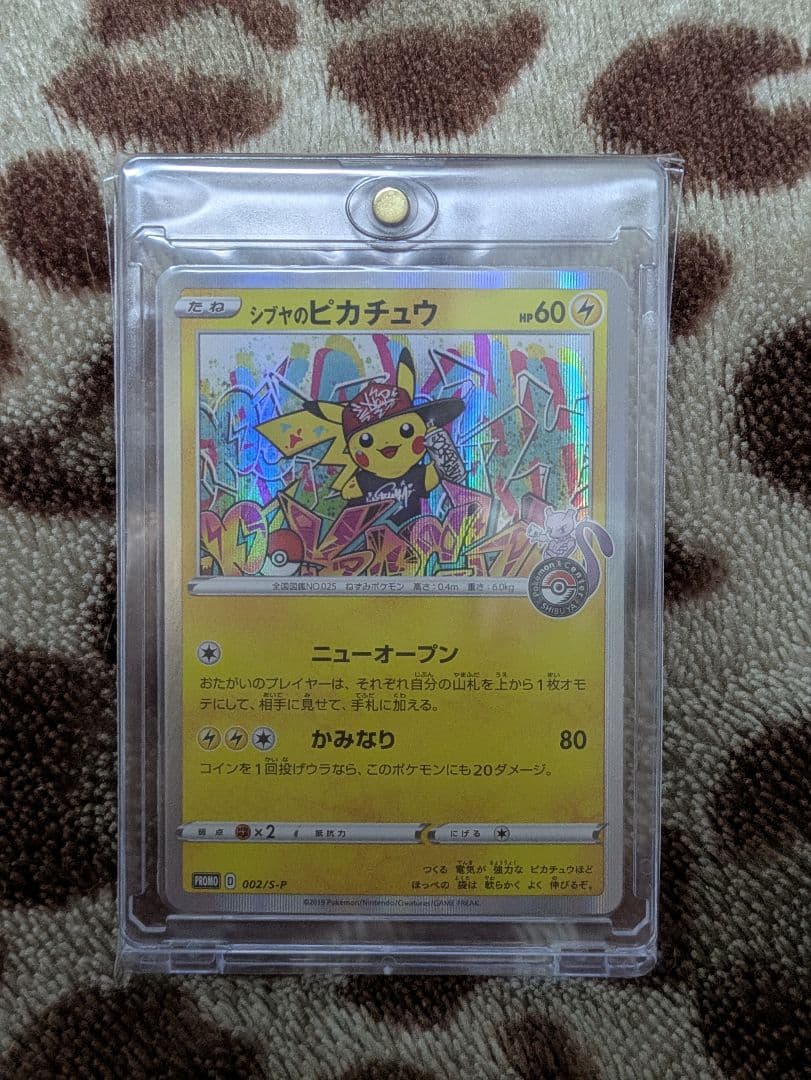 たね シブヤのピカチュウ HP60
全国図鑑NO.025 ねずみポケモン 高さ:0.4m 重さ:6.0kg
Pokémon Center
SHIBUYA
ニューオープン
おたがいのプレイヤーは、それぞれ自分の山札を上から1枚オモ
テにして、相手に見せて、手札に加える。
かみなり 80
コインを1回投げウラなら、このポケモンにも20ダメージ。
弱点 ×2 抵抗力 にげる
つくる 電気が 強力な ピカチュウほど
ほっぺの 袋は 軟らかく よく 伸びるぞ。
PROMO D 002/S-P
©2019 Pokémon/Nintendo/Creatures/GAME FREAK.